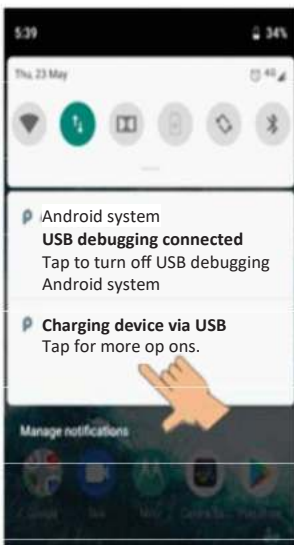 5:39 34%
Thu, 23 May 4G
Android system
USB debugging connected
Tap to turn off USB debugging
Android system
Charging device via USB
Tap for more op ons.
Manage notifications